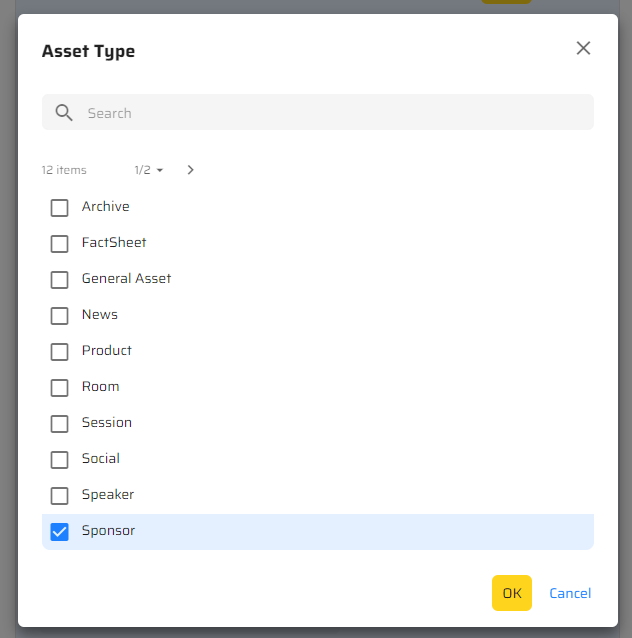 Asset Type
Search
12 items 1/2
Archive
FactSheet
General Asset
News
Product
Room
Session
Social
Speaker
Sponsor
OK Cancel